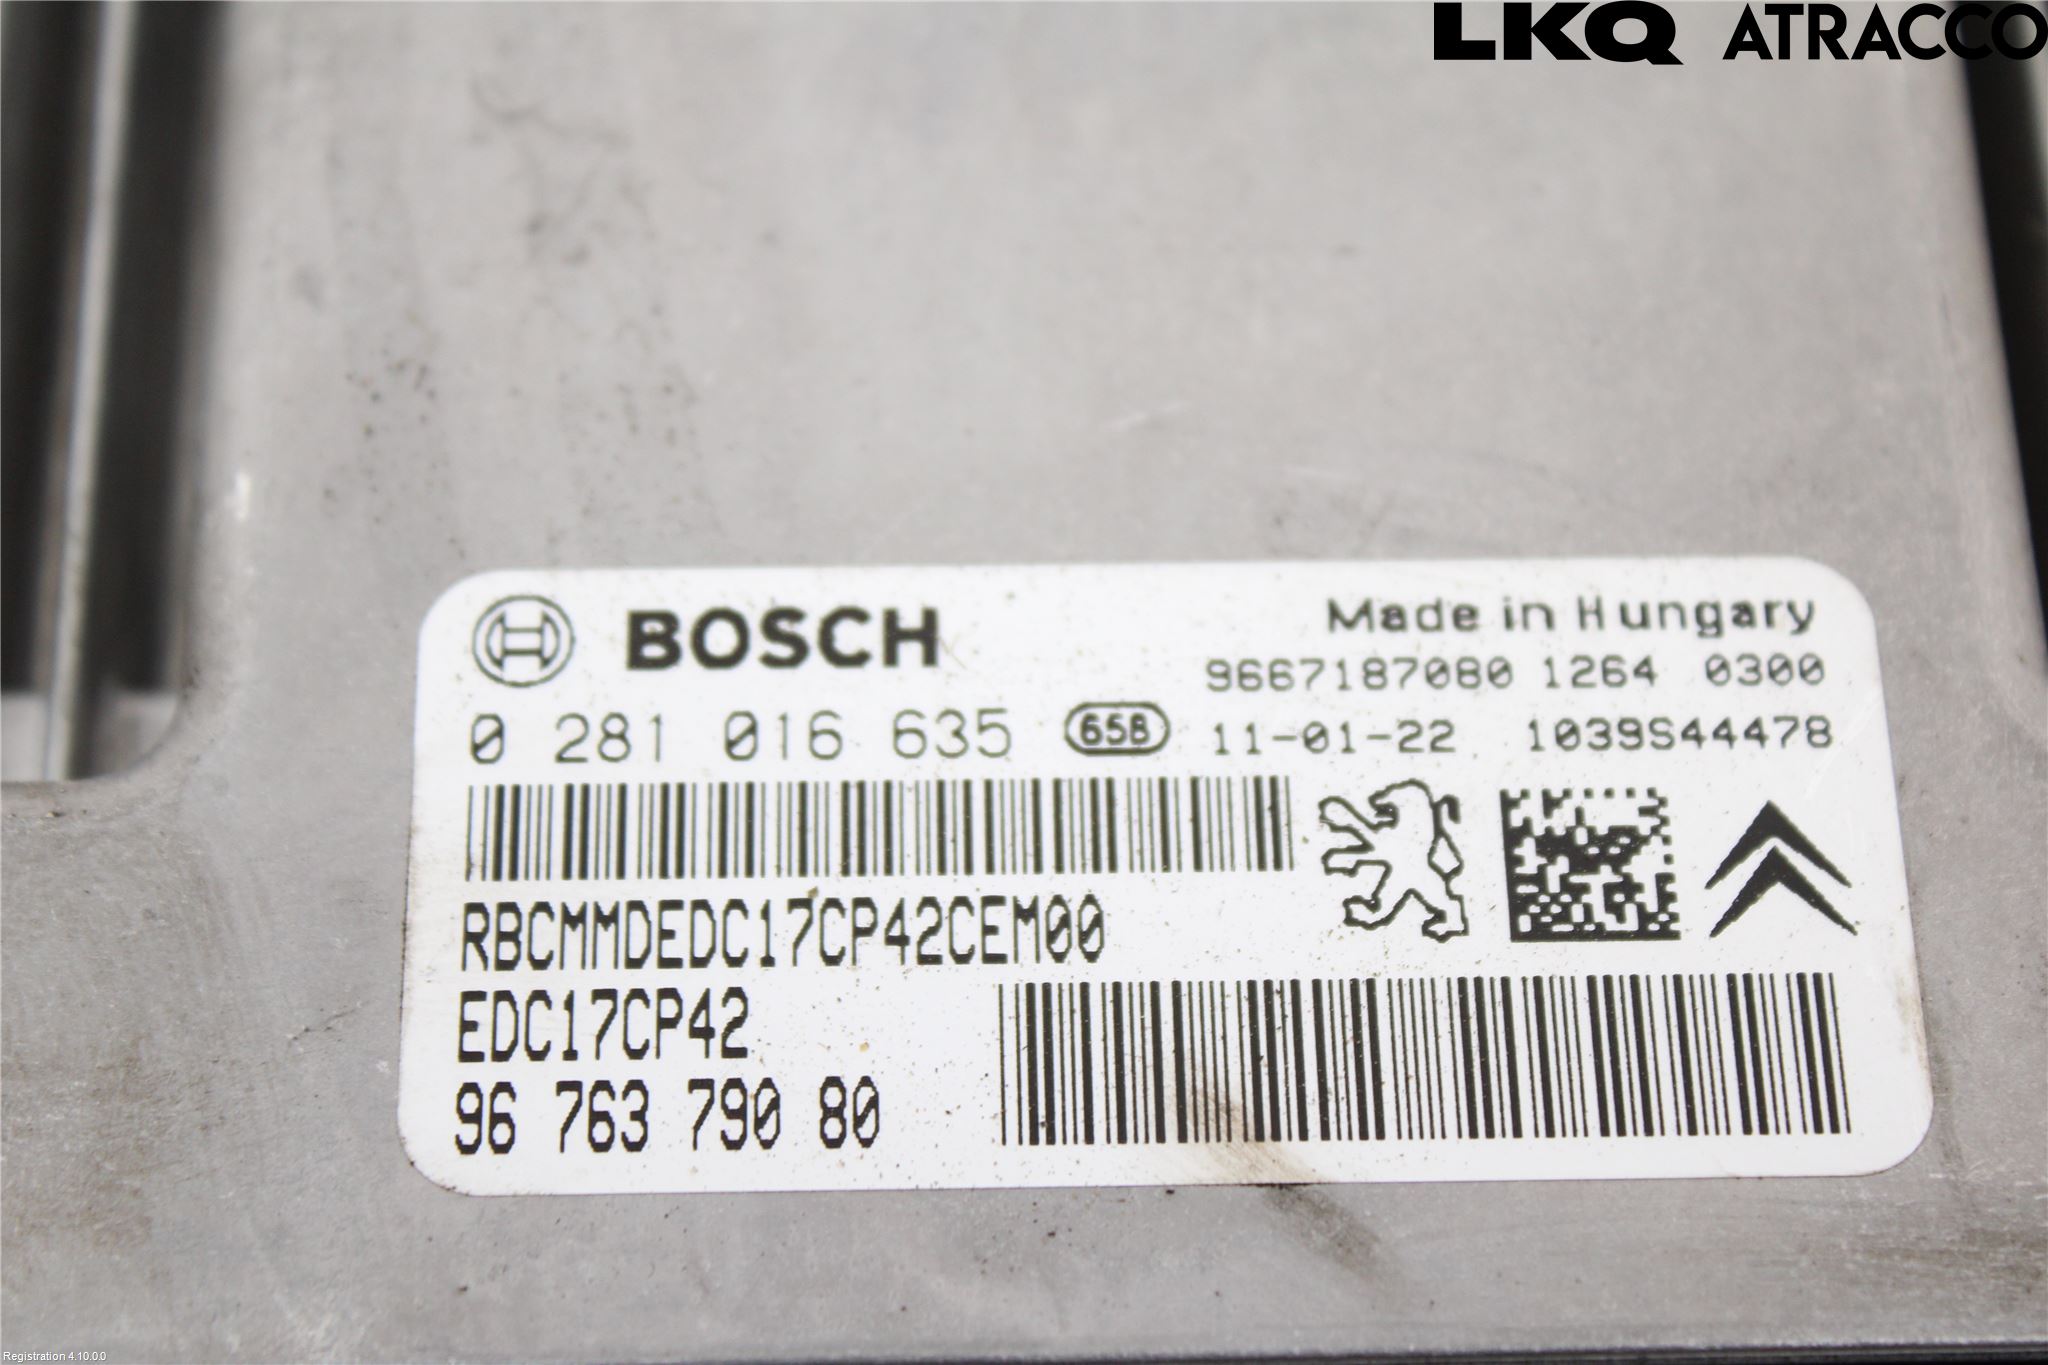 LKQ ATRACCO
BOSCH
Made in Hungary
9667187080 1264 0300
0 281 016 635 65B 11-01-22 1039S44478
RBCMMDEDC17CP42CEM00
EDC17CP42
96 763 790 80
Registration 4.10.0.0